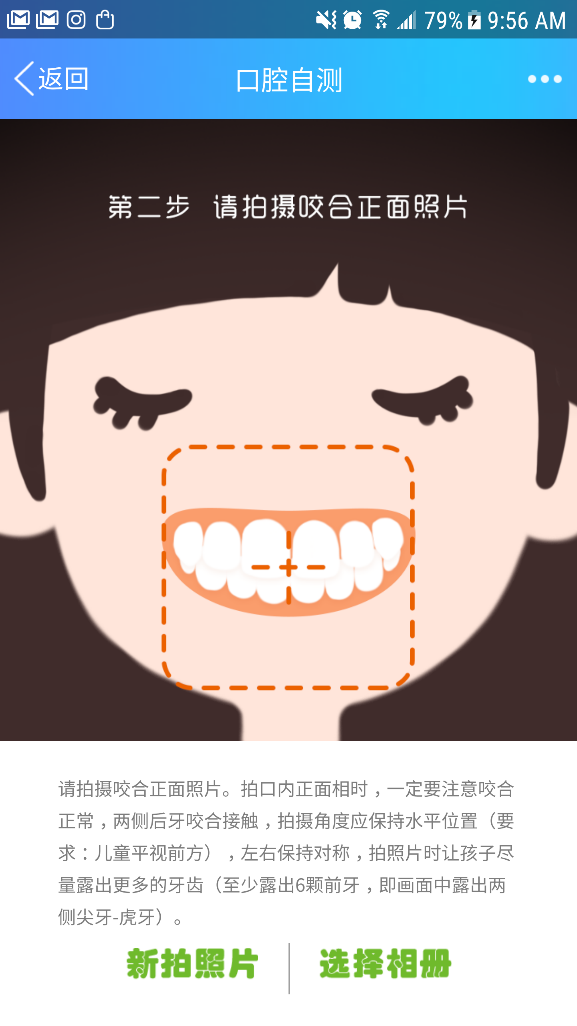 79% 9:56 AM
返回 口腔自测
第二步 请拍摄咬合正面照片
请拍摄咬合正面照片。拍口内正面相时，一定要注意咬合
正常，两侧后牙咬合接触，拍摄角度应保持水平位置（要
求：儿童平视前方），左右保持对称，拍照片时让孩子尽
量露出更多的牙齿（至少露出6颗前牙，即画面中露出两
侧尖牙-虎牙）。
新拍照片 选择相册